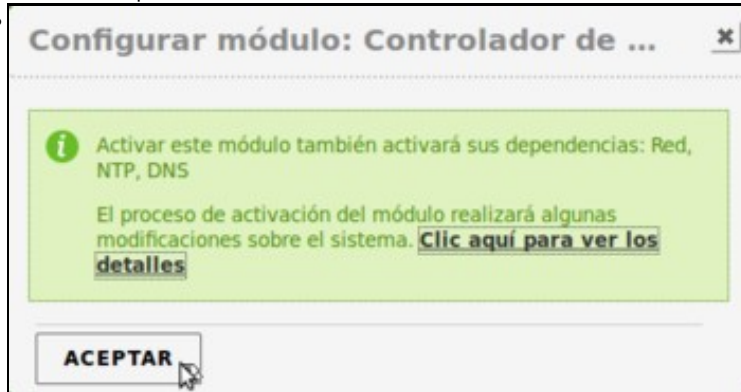 Configurar módulo: Controlador de ...
Activar este módulo también activará sus dependencias: Red,
NTP, DNS
El proceso de activación del módulo realizará algunas
modificaciones sobre el sistema. Clic aquí para ver los
detalles
ACEPTAR